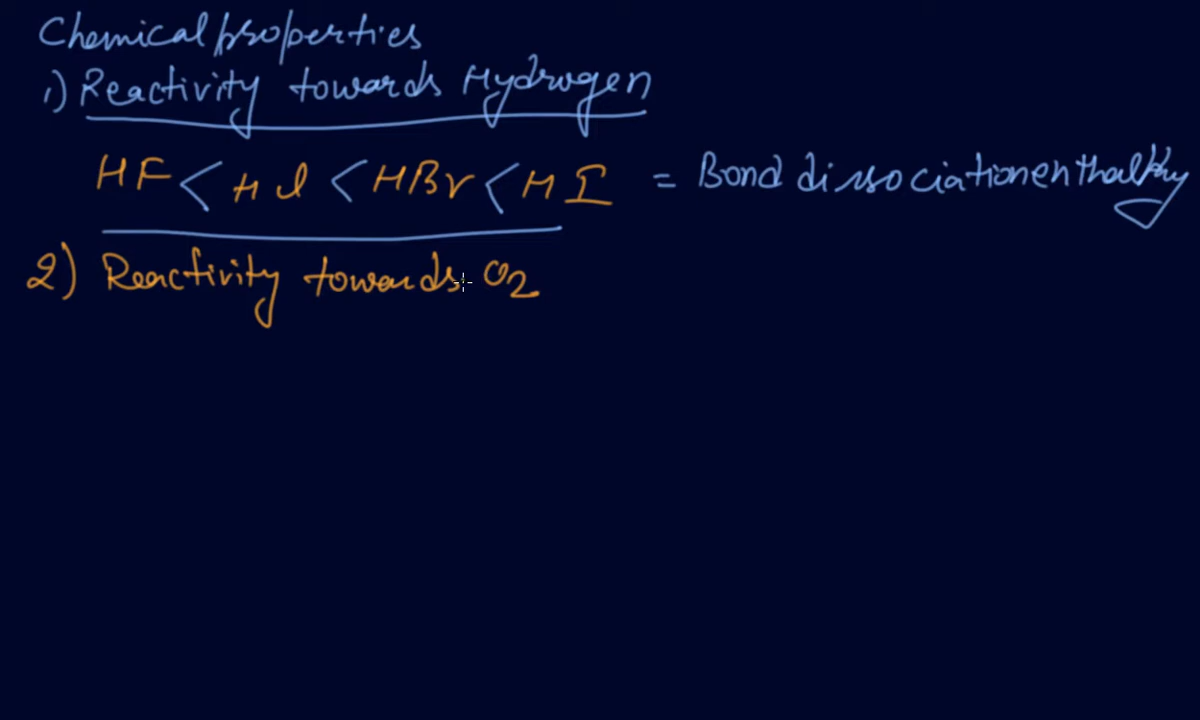 Chemical properties
1) Reactivity towards Hydrogen
HF < HCl < HBr < HI = Bond dissociation enthalpy
2) Reactivity towards O2